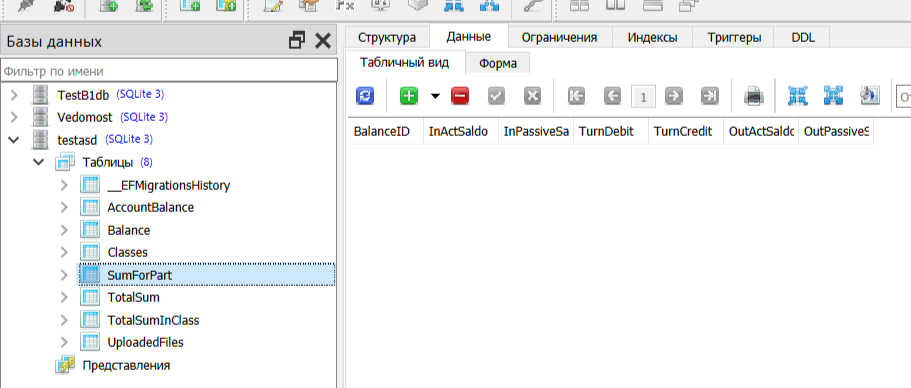 Базы данных
Фильтр по имени
TestB1db (SQLite 3)
Vedomost (SQLite 3)
testasd (SQLite 3)
Таблицы (8)
__EFMigrationsHistory
AccountBalance
Balance
Classes
SumForPart
TotalSum
TotalSumInClass
UploadedFiles
Представления
Структура Данные Ограничения Индексы Триггеры DDL
Табличный вид Форма
1
BalanceID InActSaldo InPassiveSa TurnDebit TurnCredit OutActSaldo OutPassiveS